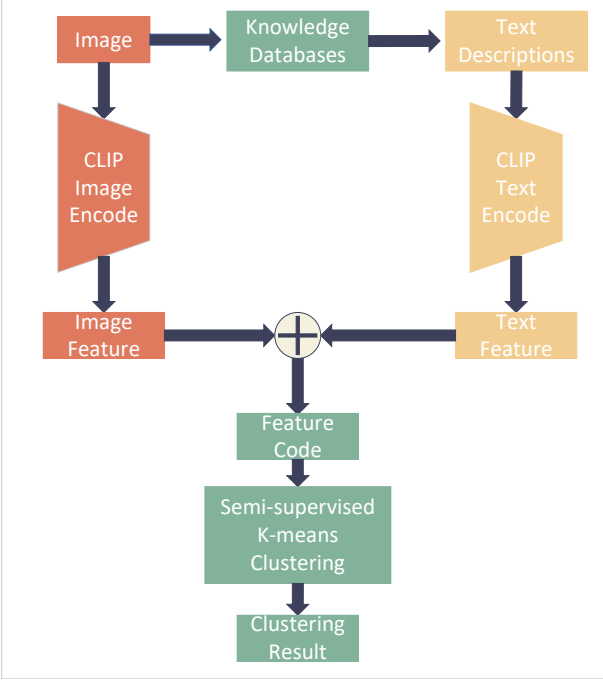 Image
Knowledge
Databases
Text
Descriptions
CLIP
Image
Encode
CLIP
Text
Encode
Image
Feature
Text
Feature
Feature
Code
Semi-supervised
K-means
Clustering
Clustering
Result